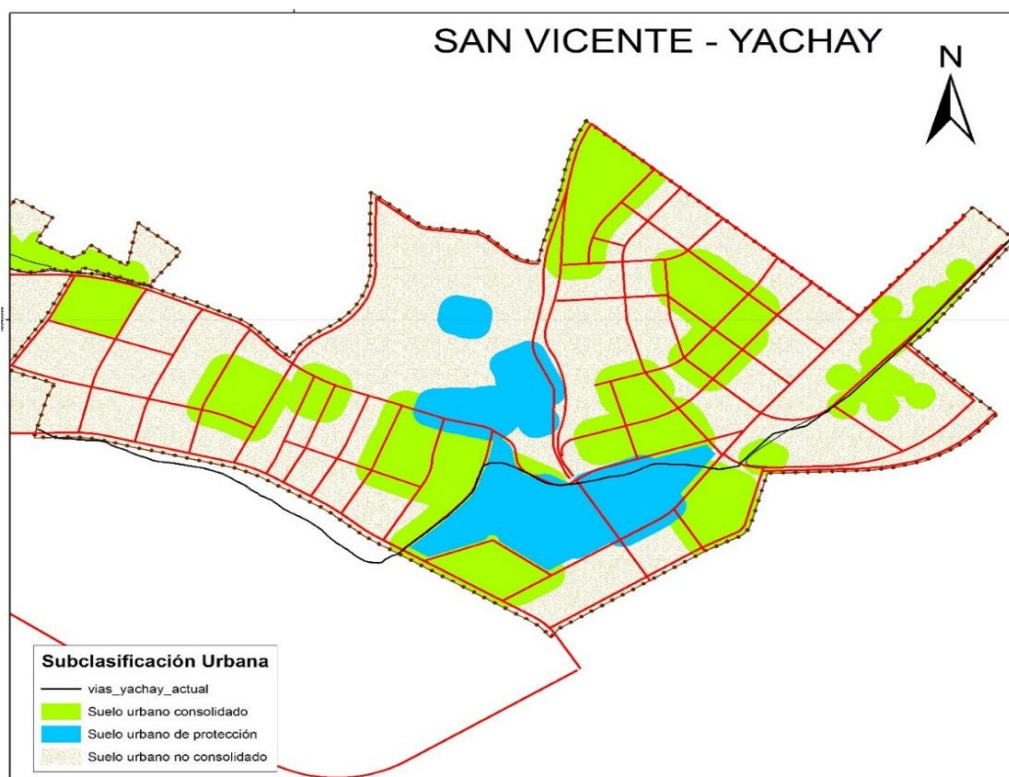 SAN VICENTE - YACHAY
N
Subclasificación Urbana
vias_yachay_actual
Suelo urbano consolidado
Suelo urbano de protección
Suelo urbano no consolidado